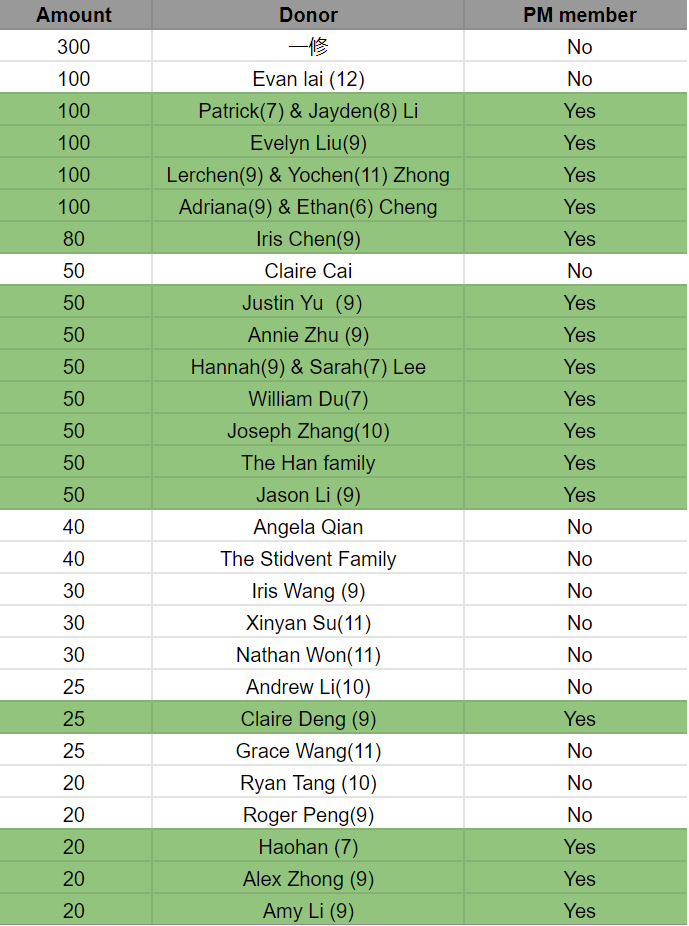 Amount Donor PM member
300 一修 No
100 Evan lai (12) No
100 Patrick(7) & Jayden(8) Li Yes
100 Evelyn Liu(9) Yes
100 Lerchen(9) & Yochen(11) Zhong Yes
100 Adriana(9) & Ethan(6) Cheng Yes
80 Iris Chen(9) Yes
50 Claire Cai No
50 Justin Yu（9） Yes
50 Annie Zhu (9) Yes
50 Hannah(9) & Sarah(7) Lee Yes
50 William Du(7) Yes
50 Joseph Zhang(10) Yes
50 The Han family Yes
50 Jason Li (9) Yes
40 Angela Qian No
40 The Stidvent Family No
30 Iris Wang (9) No
30 Xinyan Su(11) No
30 Nathan Won(11) No
25 Andrew Li(10) No
25 Claire Deng (9) Yes
25 Grace Wang(11) No
20 Ryan Tang (10) No
20 Roger Peng(9) No
20 Haohan (7) Yes
20 Alex Zhong (9) Yes
20 Amy Li (9) Yes